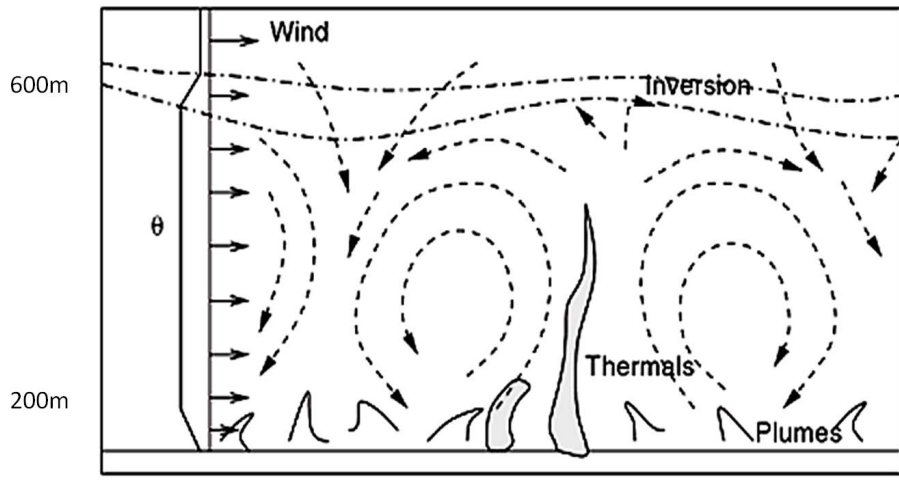 Wind
600m
Inversion
θ
Thermals
200m
Plumes